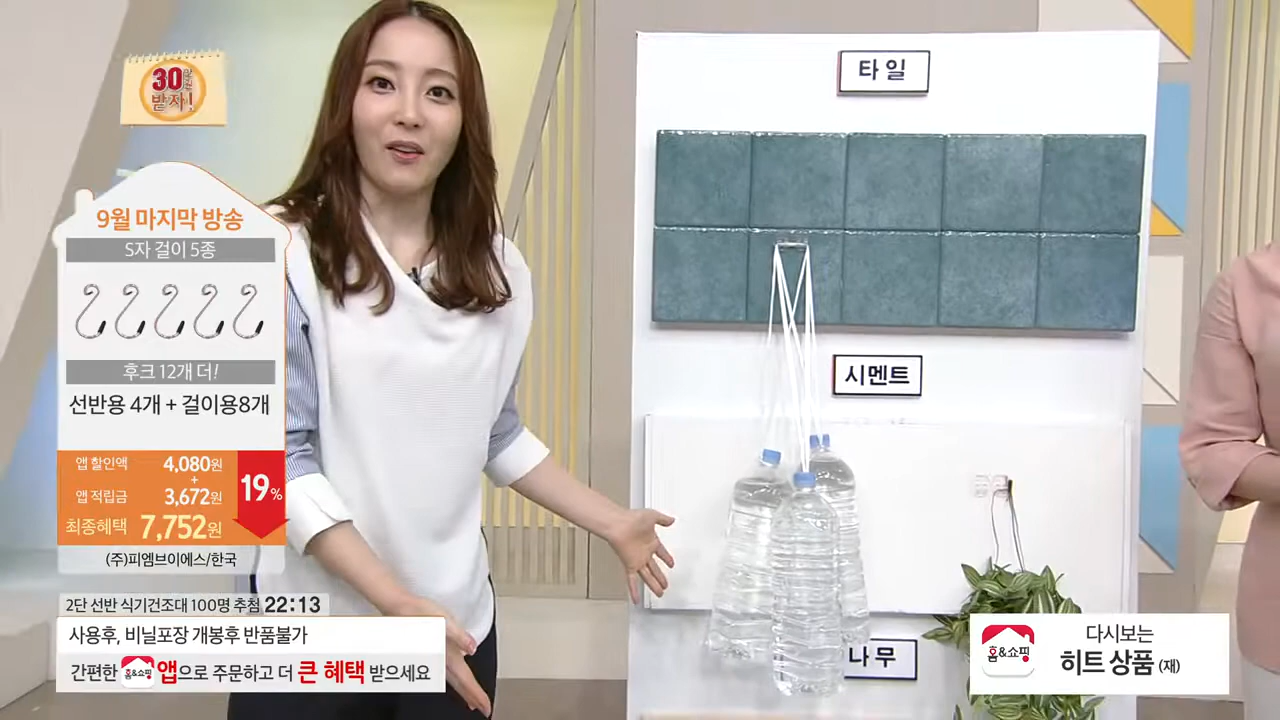 30분만
받자!
9월 마지막 방송
S자 걸이 5종
후크 12개 더!
선반용 4개 + 걸이용8개
앱 할인액 4,080원
+
앱 적립금 3,672원
최종혜택 7,752원
19%
(주)피엠브이에스/한국
2단 선반 식기건조대 100명 추첨 22:13
사용후, 비닐포장 개봉후 반품불가
간편한 홈&쇼핑 앱으로 주문하고 더 큰 혜택 받으세요
타일
시멘트
나무
홈&쇼핑
다시보는
히트 상품 (재)